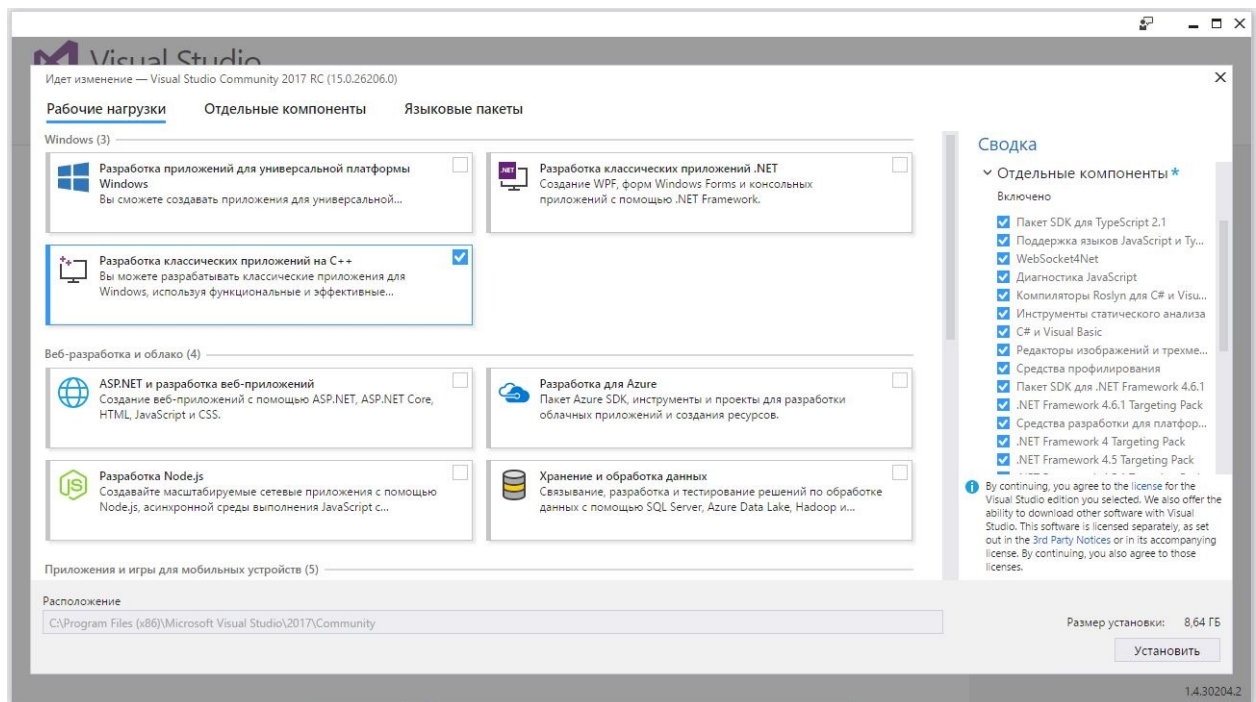 Visual Studio
Идет изменение — Visual Studio Community 2017 RC (15.0.26206.0)
Рабочие нагрузки
Отдельные компоненты
Языковые пакеты
Windows (3)
Разработка приложений для универсальной платформы
Windows
Вы сможете создавать приложения для универсальной...
Разработка классических приложений .NET
Создание WPF, форм Windows Forms и консольных
приложений с помощью .NET Framework.
Разработка классических приложений на C++
Вы можете разрабатывать классические приложения для
Windows, используя функциональные и эффективные...
Веб-разработка и облако (4)
ASP.NET и разработка веб-приложений
Создание веб-приложений с помощью ASP.NET, ASP.NET Core,
HTML, JavaScript и CSS.
Разработка для Azure
Пакет Azure SDK, инструменты и проекты для разработки
облачных приложений и создания ресурсов.
Разработка Node.js
Создавайте масштабируемые сетевые приложения с помощью
Node.js, асинхронной среды выполнения JavaScript с...
Хранение и обработка данных
Связывание, разработка и тестирование решений по обработке
данных с помощью SQL Server, Azure Data Lake, Hadoop и...
Приложения и игры для мобильных устройств (5)
Сводка
Отдельные компоненты *
Включено
Пакет SDK для TypeScript 2.1
Поддержка языков JavaScript и Ty...
WebSocket4Net
Диагностика JavaScript
Компиляторы Roslyn для C# и Visu...
Инструменты статического анализа
C# и Visual Basic
Редакторы изображений и трехме...
Средства профилирования
Пакет SDK для .NET Framework 4.6.1
.NET Framework 4.6.1 Targeting Pack
Средства разработки для платфор...
.NET Framework 4 Targeting Pack
.NET Framework 4.5 Targeting Pack
By continuing, you agree to the license for the
Visual Studio edition you selected. We also offer the
ability to download other software with Visual
Studio. This software is licensed separately, as set
out in the 3rd Party Notices or in its accompanying
license. By continuing, you also agree to those
licenses.
Расположение
C:\Program Files (x86)\Microsoft Visual Studio\2017\Community
Размер установки: 8,64 ГБ
Установить
1.4.30204.2